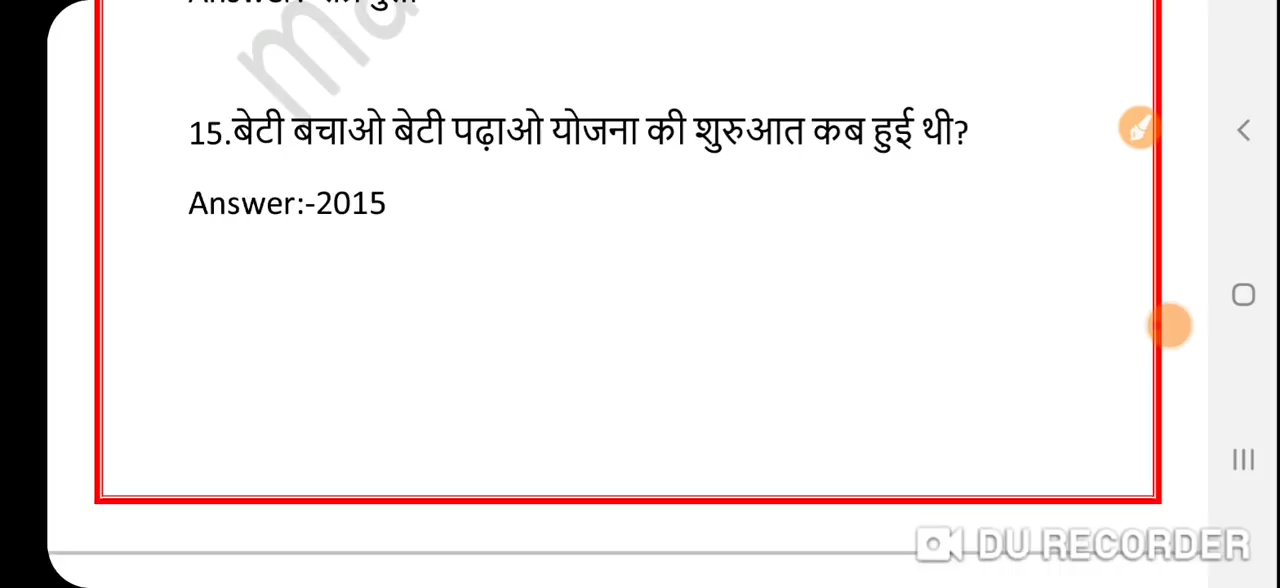 15.बेटी बचाओ बेटी पढ़ाओ योजना की शुरुआत कब हुई थी?
Answer:-2015
DU RECORDER